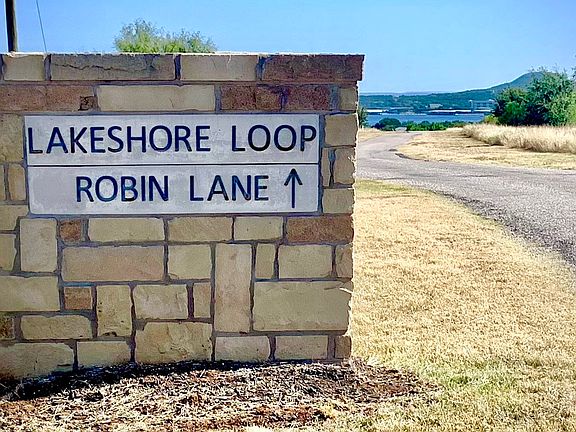 LAKESHORE LOOP
ROBIN LANE ↑